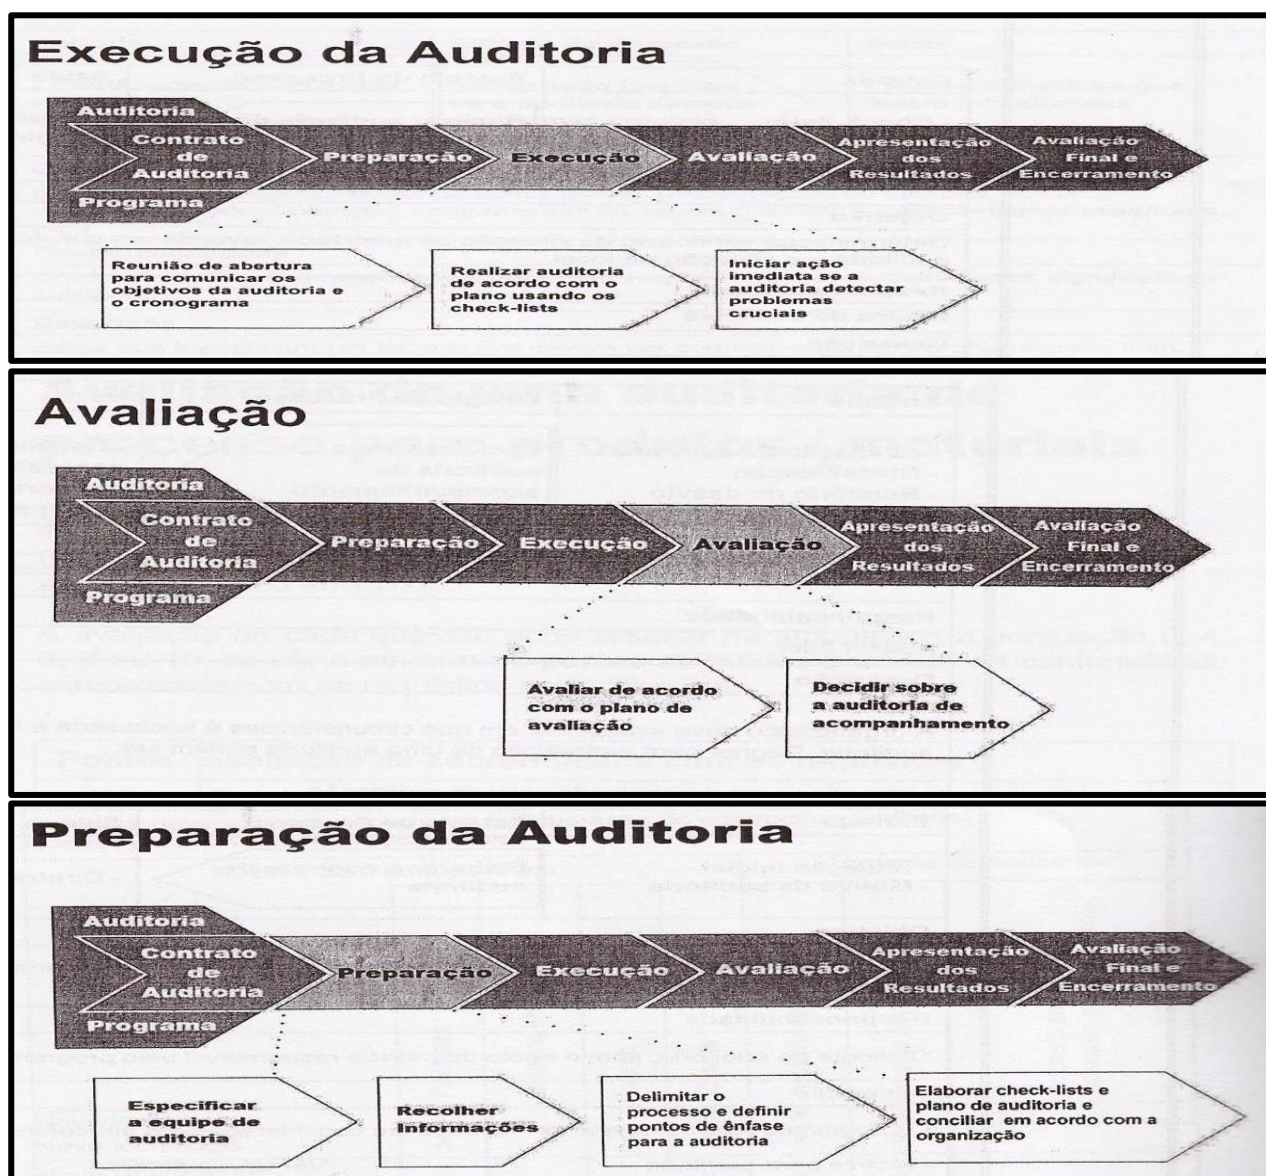 Execução da Auditoria
Auditoria
Contrato
de
Auditoria
Programa
Preparação
Execução
Avaliação
Apresentação
dos
Resultados
Avaliação
Final e
Encerramento
Reunião de abertura
para comunicar os
objetivos da auditoria e
o cronograma
Realizar auditoria
de acordo com o
plano usando os
check-lists
Iniciar ação
imediata se a
auditoria detectar
problemas
cruciais
Avaliação
Auditoria
Contrato
de
Auditoria
Programa
Preparação
Execução
Avaliação
Apresentação
dos
Resultados
Avaliação
Final e
Encerramento
Avaliar de acordo
com o plano de
avaliação
Decidir sobre
a auditoria de
acompanhamento
Preparação da Auditoria
Auditoria
Contrato
de
Auditoria
Programa
Preparação
Execução
Avaliação
Apresentação
dos
Resultados
Avaliação
Final e
Encerramento
Especificar
a equipe de
auditoria
Recolher
informações
Delimitar o
processo e definir
pontos de ênfase
para a auditoria
Elaborar check-lists e
plano de auditoria e
conciliar em acordo com a
organização